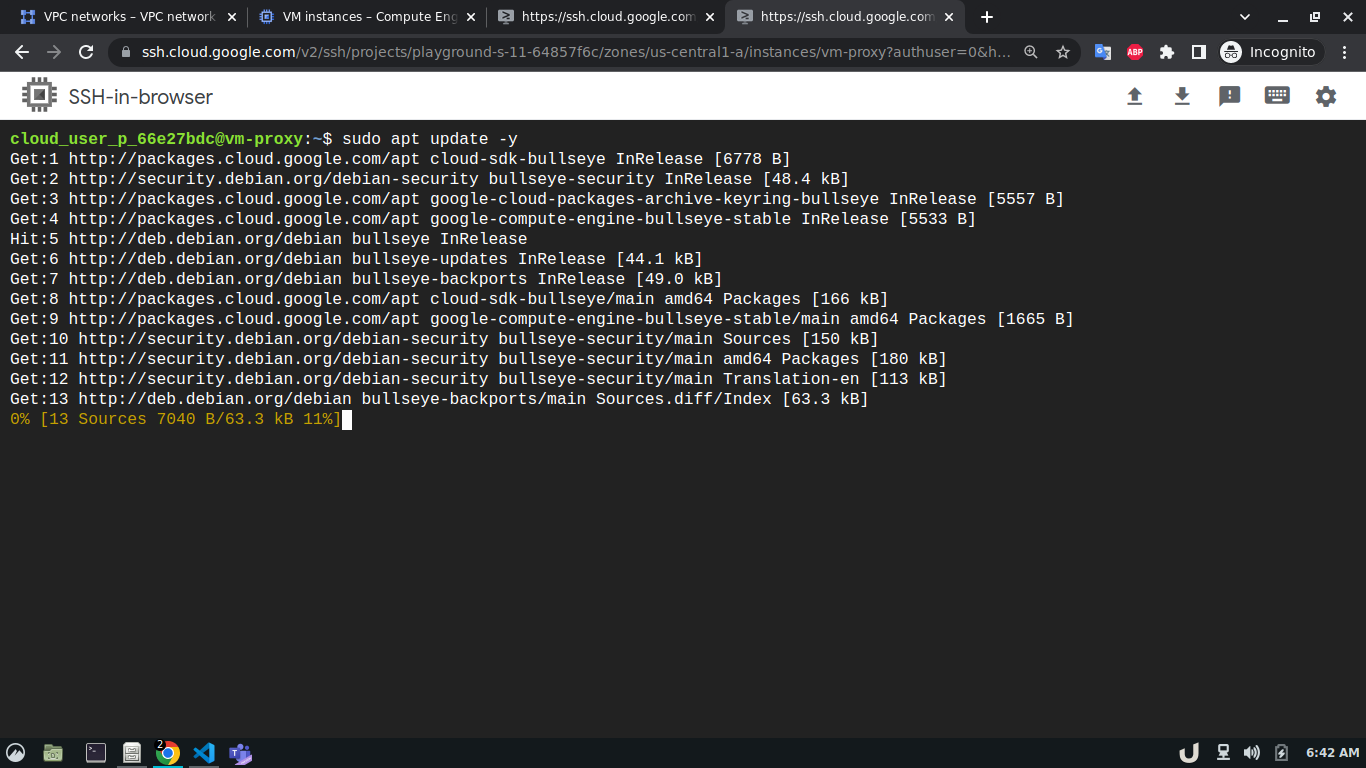 VPC networks – VPC network
VM instances – Compute Eng
https://ssh.cloud.google.com
https://ssh.cloud.google.com
ssh.cloud.google.com/v2/ssh/projects/playground-s-11-64857f6c/zones/us-central1-a/instances/vm-proxy?authuser=0&h...
ABP
Incognito
SSH-in-browser
cloud_user_p_66e27bdc@vm-proxy:~$ sudo apt update -y
Get:1 http://packages.cloud.google.com/apt cloud-sdk-bullseye InRelease [6778 B]
Get:2 http://security.debian.org/debian-security bullseye-security InRelease [48.4 kB]
Get:3 http://packages.cloud.google.com/apt google-cloud-packages-archive-keyring-bullseye InRelease [5557 B]
Get:4 http://packages.cloud.google.com/apt google-compute-engine-bullseye-stable InRelease [5533 B]
Hit:5 http://deb.debian.org/debian bullseye InRelease
Get:6 http://deb.debian.org/debian bullseye-updates InRelease [44.1 kB]
Get:7 http://deb.debian.org/debian bullseye-backports InRelease [49.0 kB]
Get:8 http://packages.cloud.google.com/apt cloud-sdk-bullseye/main amd64 Packages [166 kB]
Get:9 http://packages.cloud.google.com/apt google-compute-engine-bullseye-stable/main amd64 Packages [1665 B]
Get:10 http://security.debian.org/debian-security bullseye-security/main Sources [150 kB]
Get:11 http://security.debian.org/debian-security bullseye-security/main amd64 Packages [180 kB]
Get:12 http://security.debian.org/debian-security bullseye-security/main Translation-en [113 kB]
Get:13 http://deb.debian.org/debian bullseye-backports/main Sources.diff/Index [63.3 kB]
0% [13 Sources 7040 B/63.3 kB 11%]
2
6:42 AM